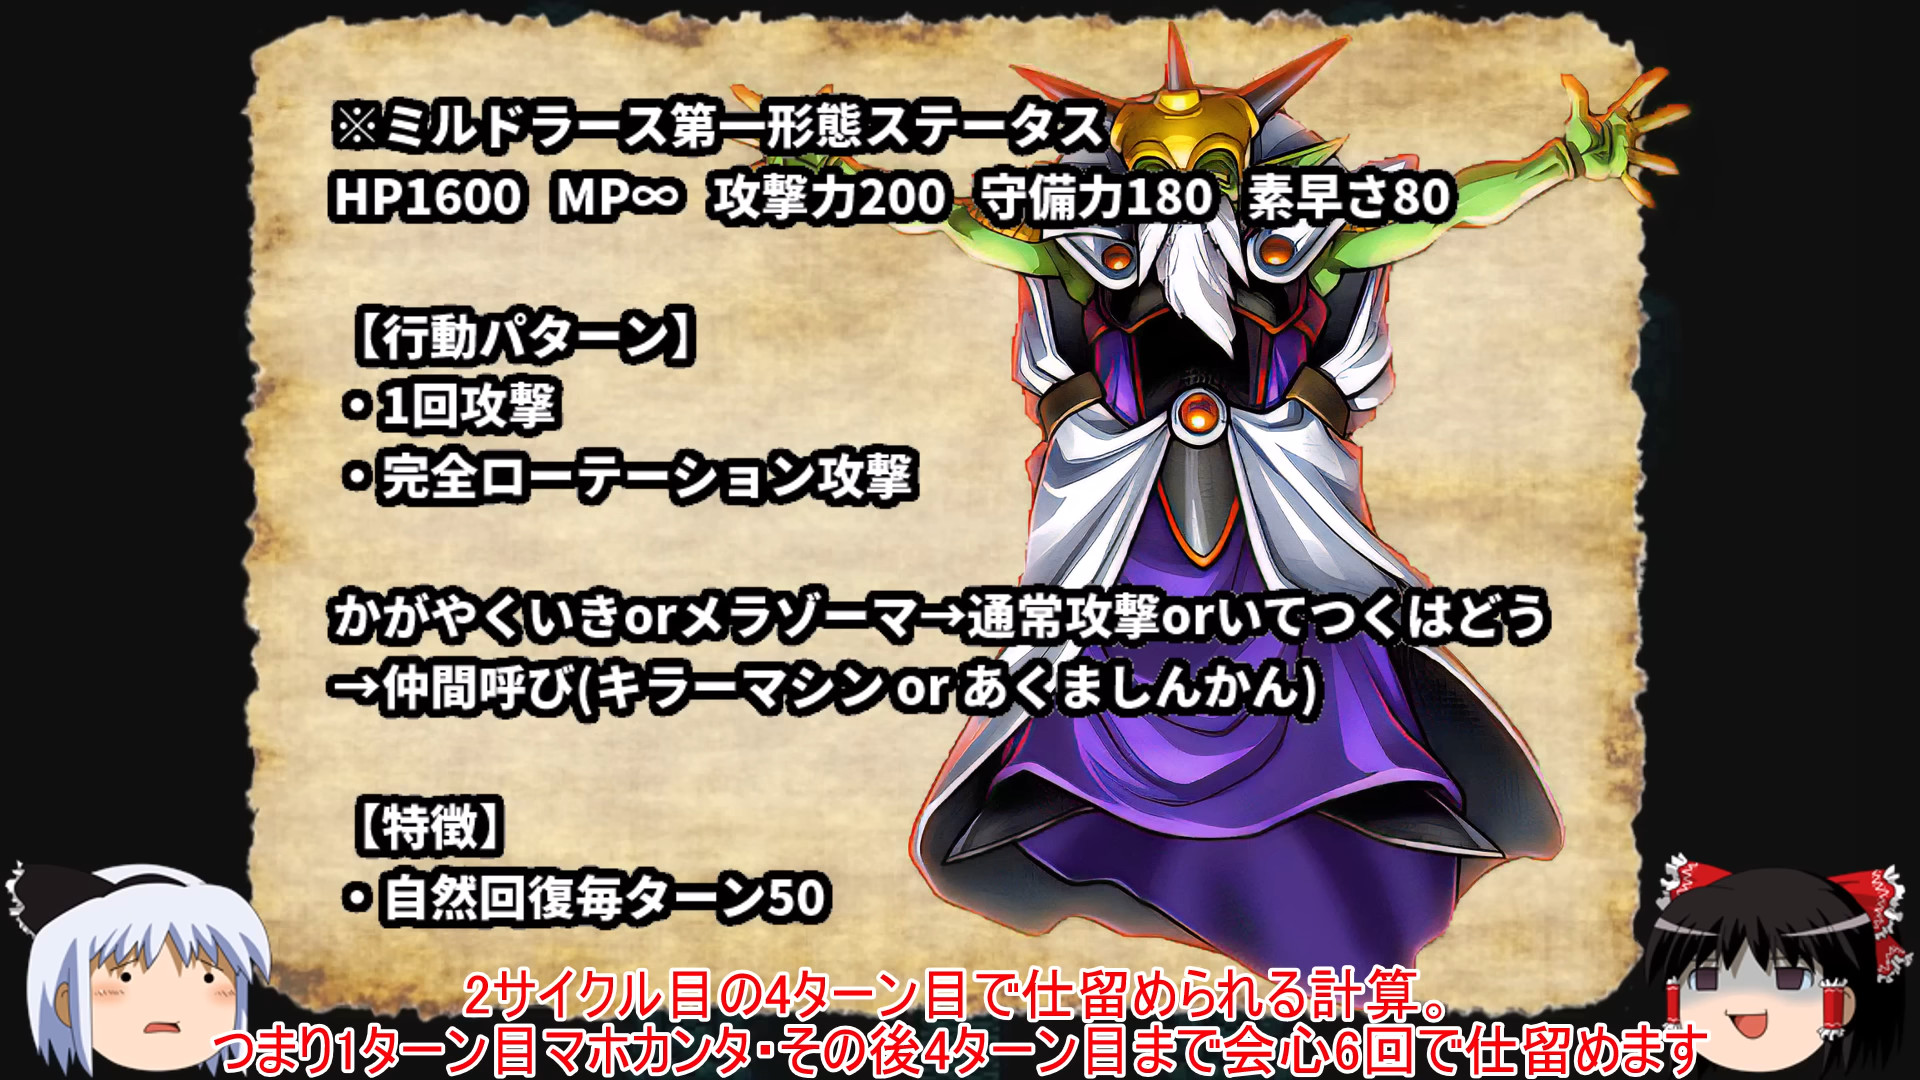 ※ミルドラース第一形態ステータス
HP1600 MP∞ 攻撃力200 守備力180 素早さ80
【行動パターン】
・1回攻撃
・完全ローテーション攻撃
かがやくいきorメラゾーマ→通常攻撃orいてつくはどう
→仲間呼び(キラーマシン or あくましんかん)
【特徴】
・自然回復毎ターン50
2サイクル目の4ターン目で仕留められる計算。
つまり1ターン目マホカンタ・その後4ターン目まで会心6回で仕留めます